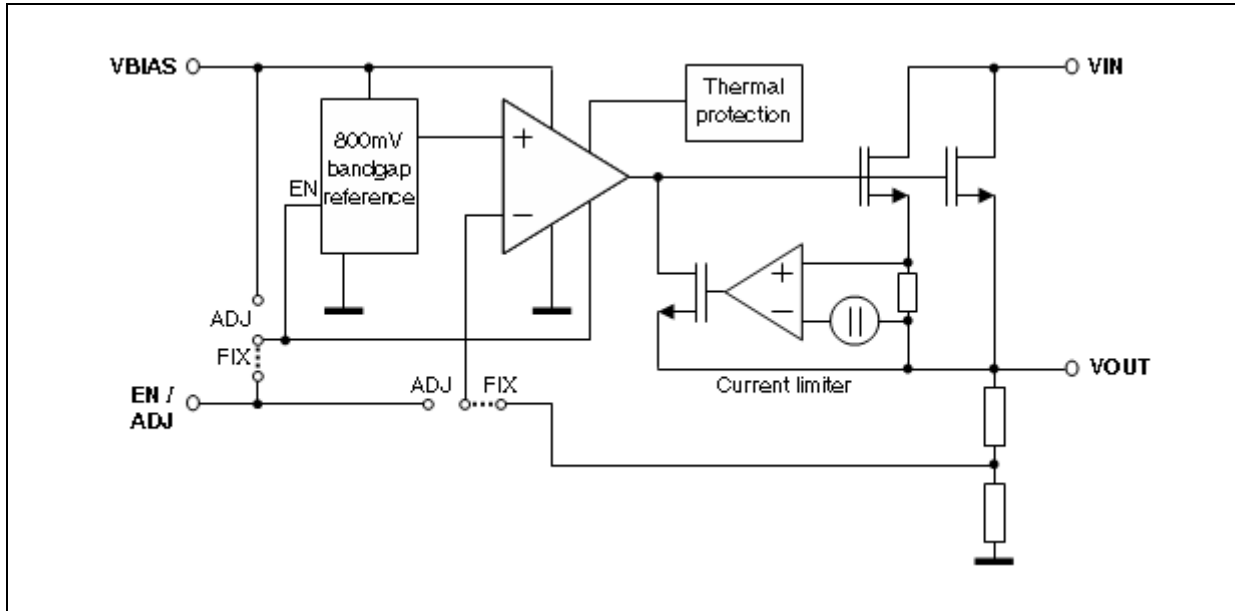 VBIAS
VIN
Thermal
protection
800mV
bandgap
reference
EN
+
−
+
−
ADJ
FIX
EN /
ADJ
ADJ
FIX
Current limiter
VOUT